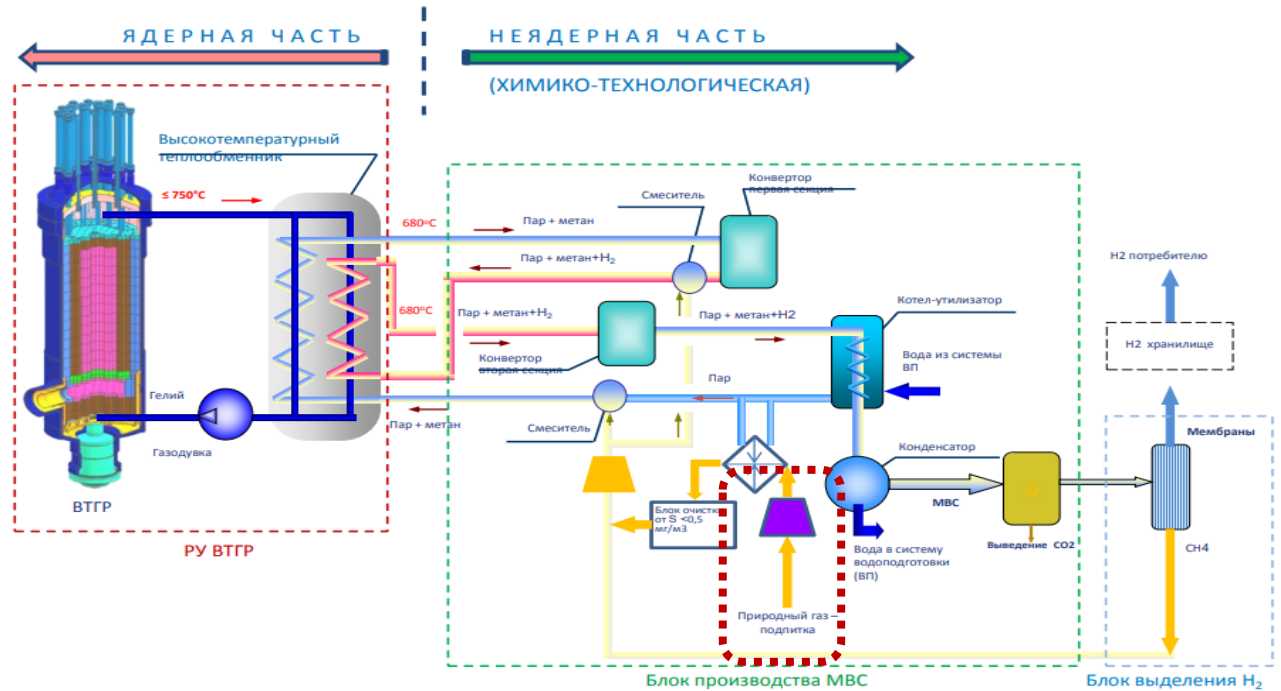 ЯДЕРНАЯ ЧАСТЬ
НЕЯДЕРНАЯ ЧАСТЬ
(ХИМИКО-ТЕХНОЛОГИЧЕСКАЯ)
Высокотемпературный
теплообменник
≤ 750°C
680°C
Пар + метан
Смеситель
Конвертор
первая секция
Пар + метан+H₂
680°C
Пар + метан+H₂
Пар + метан+H2
Котел-утилизатор
H2 потребителю
H2 хранилище
Конвертор
вторая секция
Вода из системы
ВП
Пар
Гелий
Пар + метан
Смеситель
Газодувка
Конденсатор
Мембраны
МВС
ВТГР
Блок очистк
от S <0,5
мг/м3
Вода в систему
водоподготовки
(ВП)
Выведение CO2
CH4
РУ ВТГР
Природный газ –
подпитка
Блок производства МВС
Блок выделения H₂